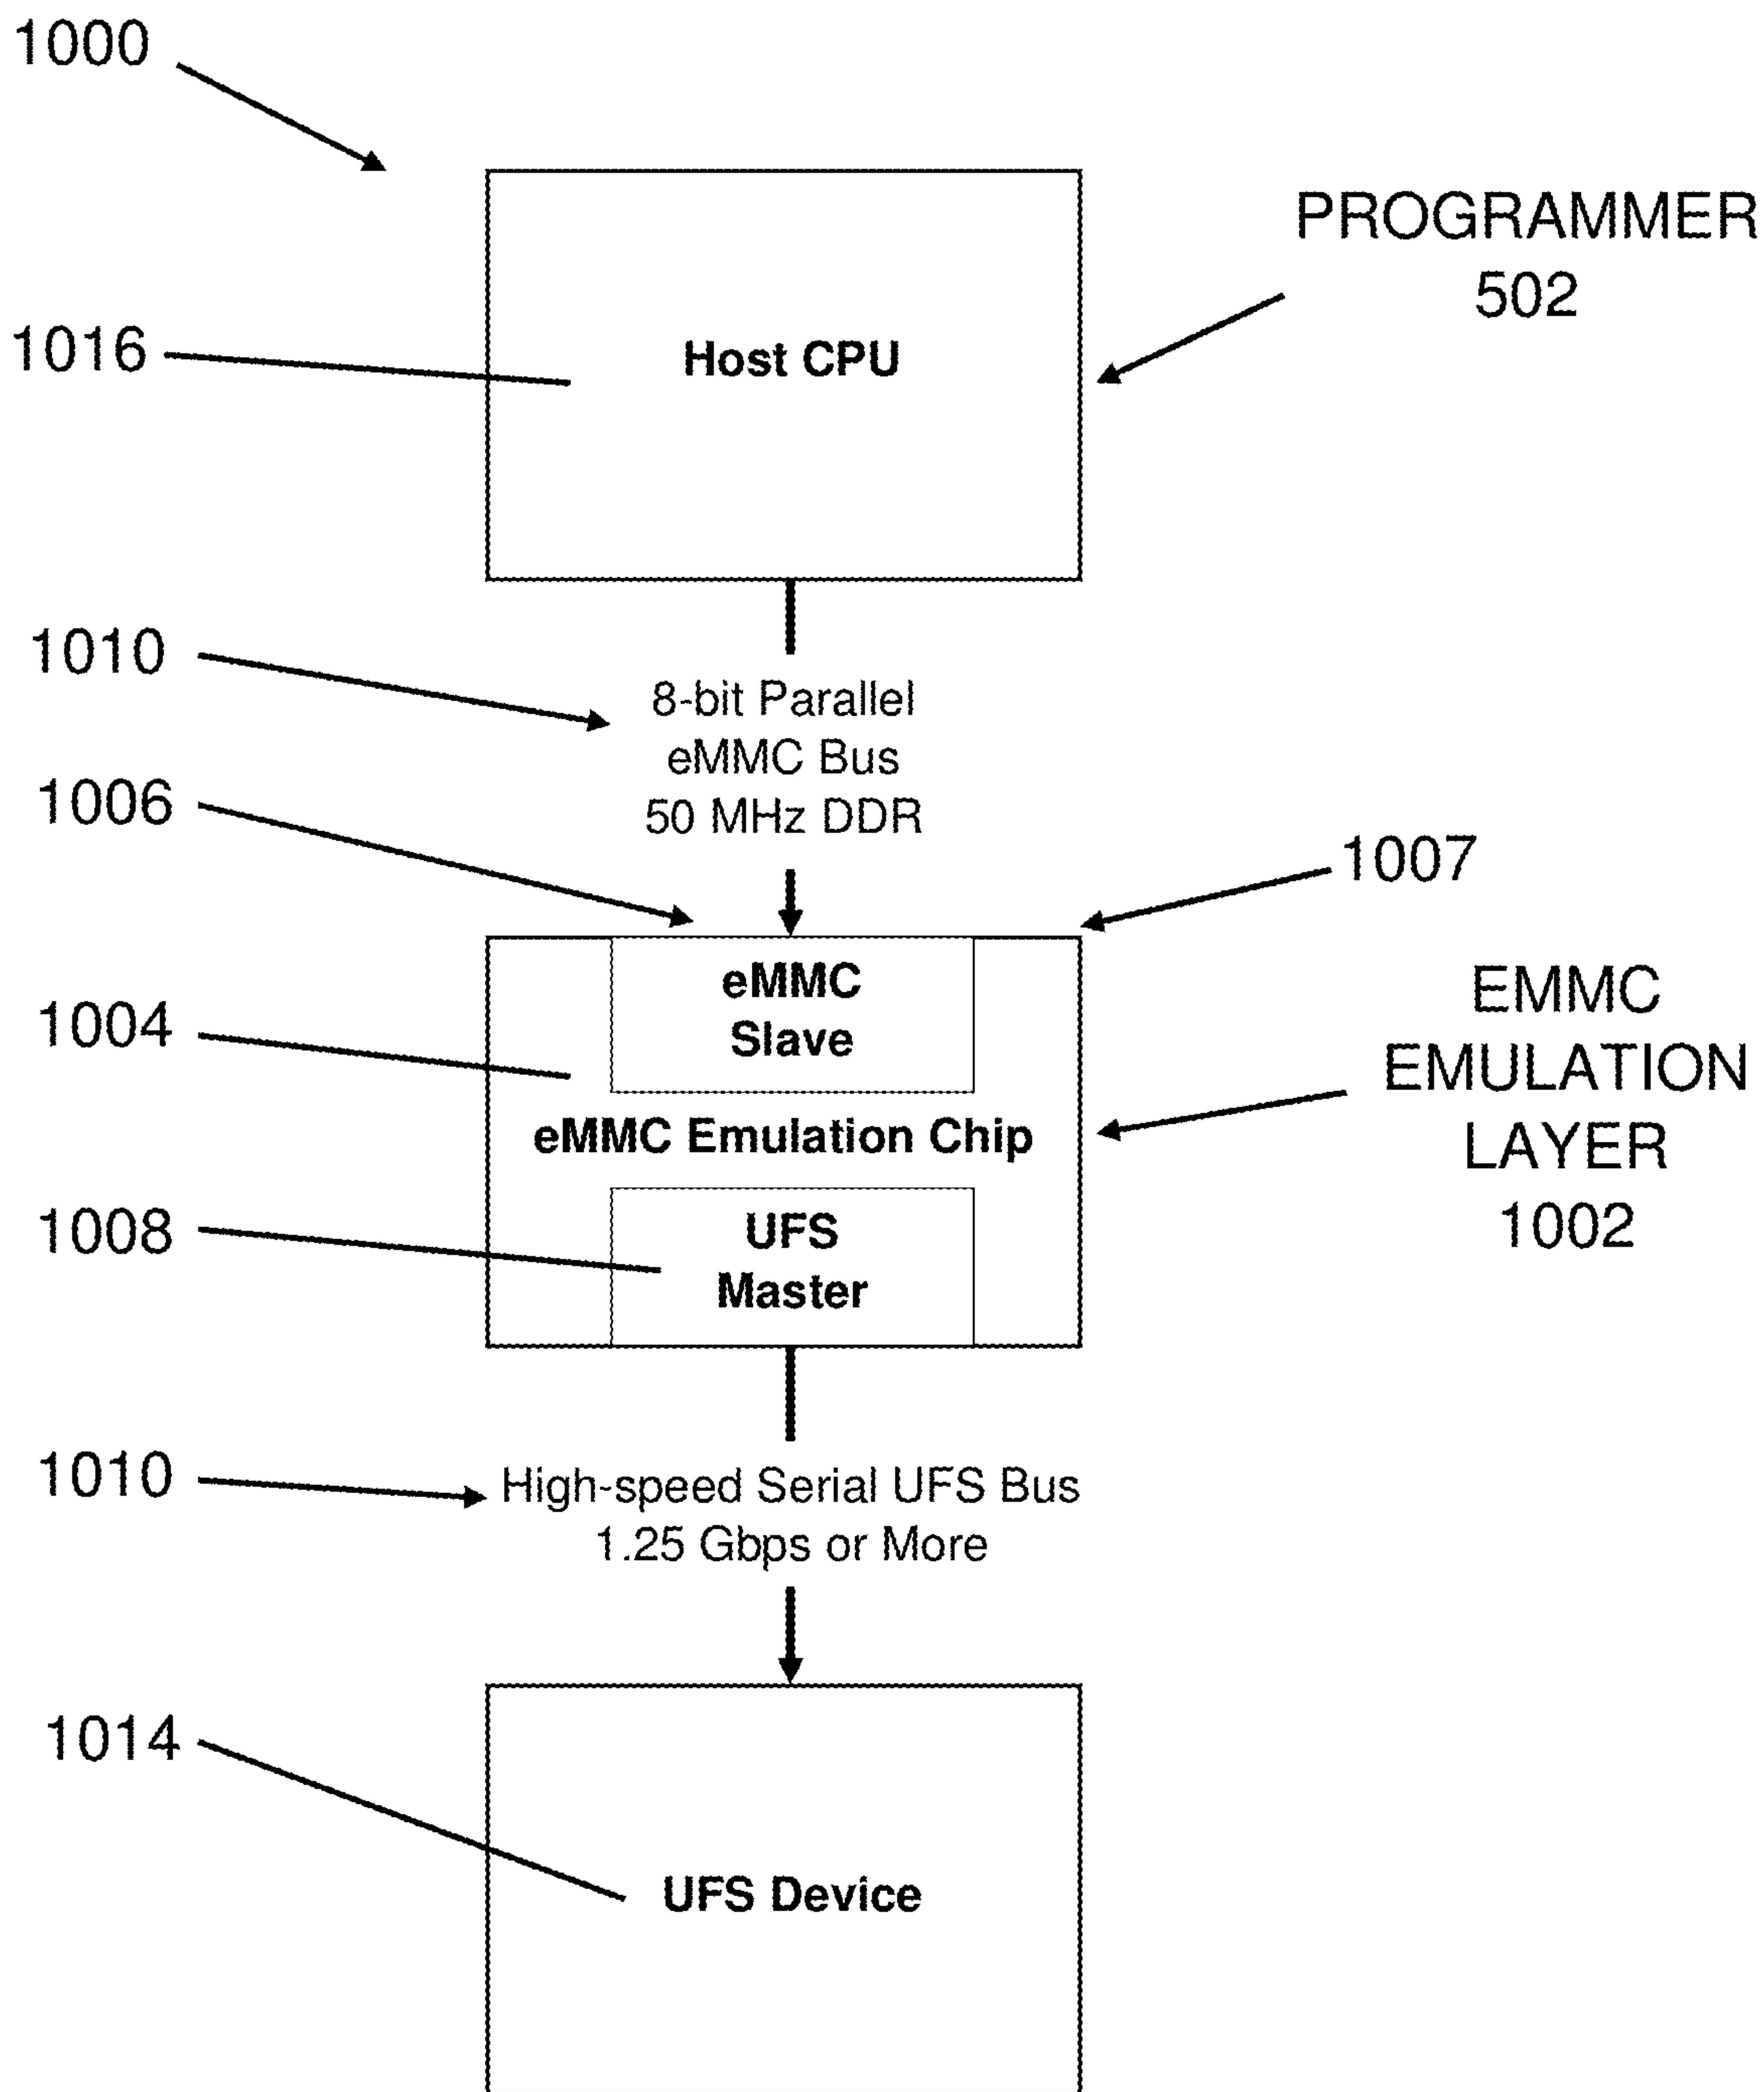 1000
PROGRAMMER
502
1016
Host CPU
1010
8-bit Parallel
eMMC Bus
50 MHz DDR
1006
1007
eMMC
Slave
1004
eMMC Emulation Chip
EMMC
EMULATION
LAYER
1002
1008
UFS
Master
1010
High-speed Serial UFS Bus
1.25 Gbps or More
1014
UFS Device